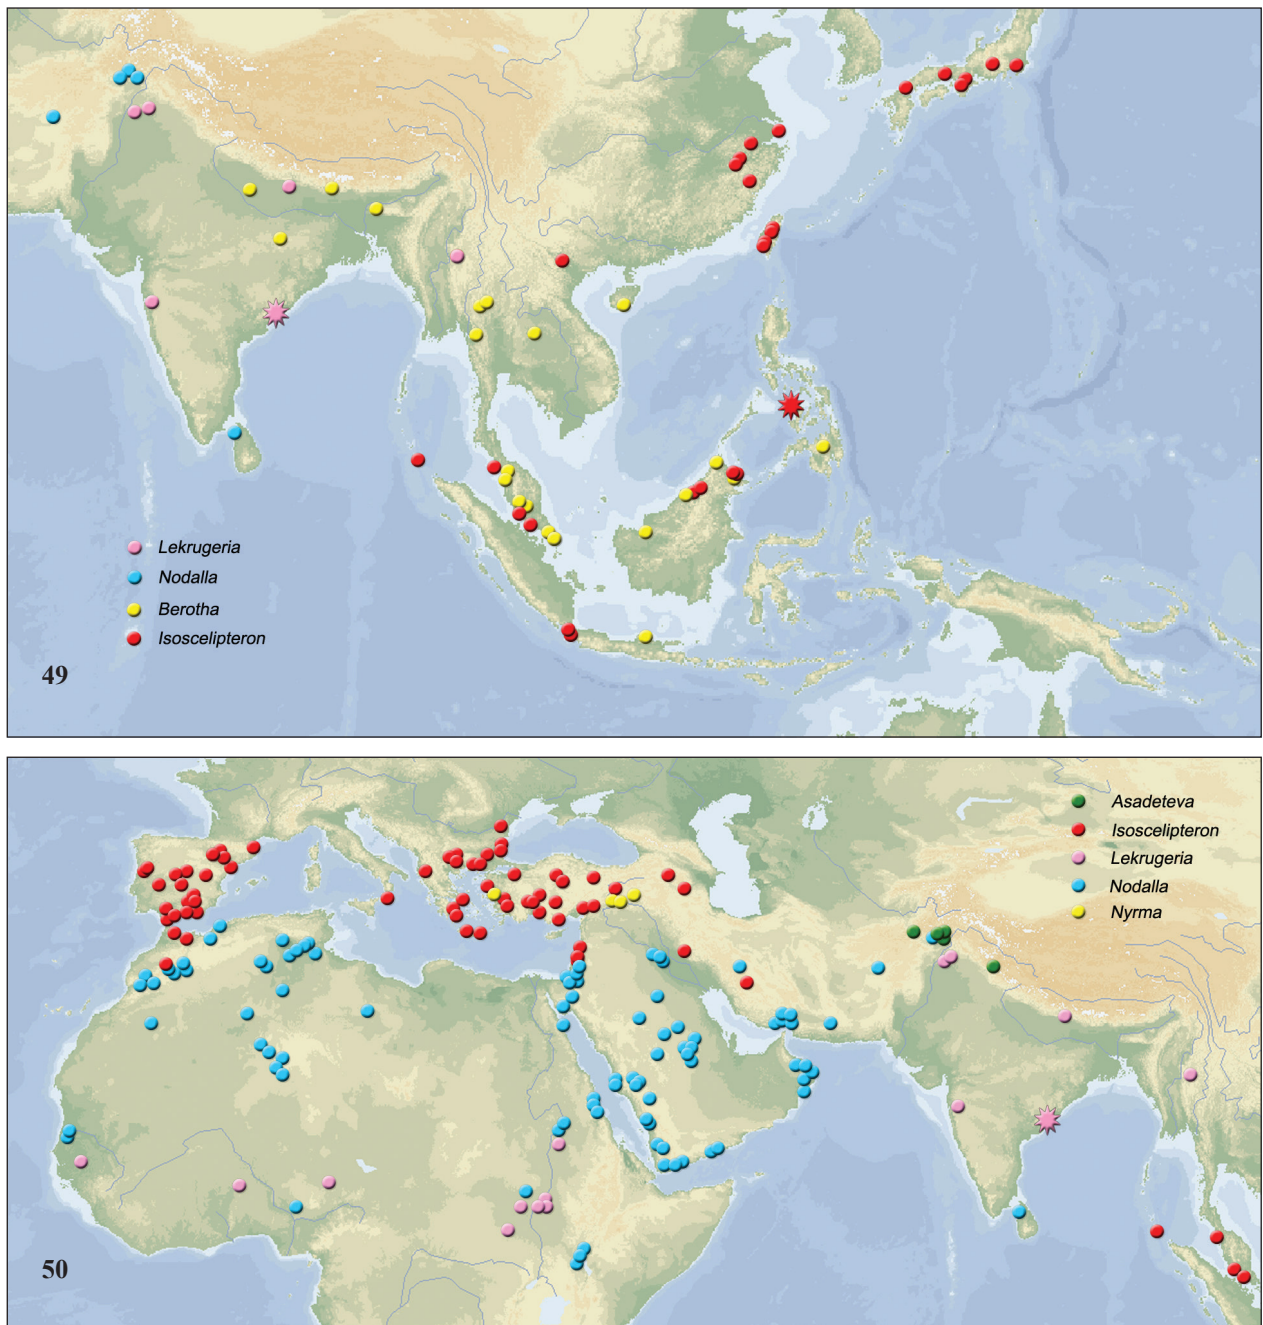 Lekrugeria
Nodalla
Berotha
Isoscelipteron
49
Asadeteva
Isoscelipteron
Lekrugeria
Nodalla
Nyrma
50